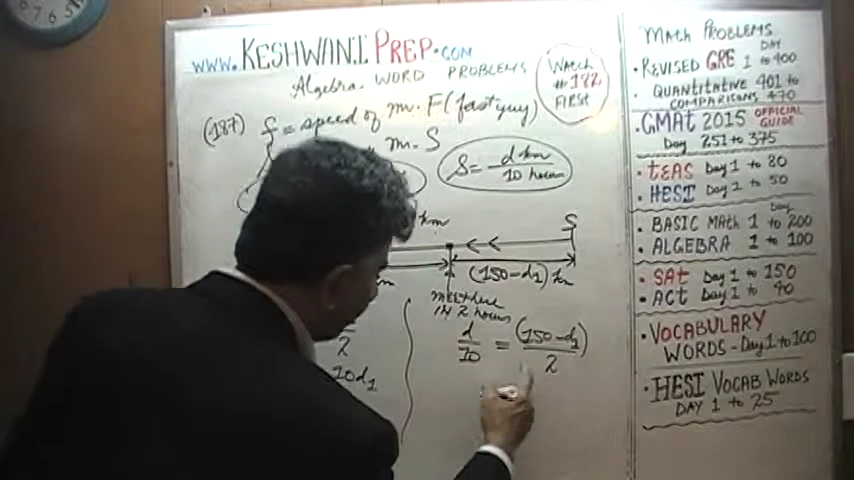 www.KESHWANI PREP.COM
Algebra WORD PROBLEMS
WATCH
#182
FIRST
(187) f = speed of mr. F (fast guy)
m. S
S = d km
10 hours
km
S
(150-d1) km
MEET here
IN 2 hours
d/10 = (150-d1)/2
2
10d1
MATH PROBLEMS
DAY
• REVISED GRE 1 to 400
• QUANTITATIVE 401 to
COMPARISONS 470
• GMAT 2015 OFFICIAL
GUIDE
Day 251 to 375
• TEAS Day 1 to 80
• HESI Day 1 to 50
Day
• BASIC MATH 1 to 200
• ALGEBRA 1 to 100
• SAT Day 1 to 150
• ACT Day 1 to 40
• VOCABULARY
WORDS - Day 1 to 100
• HESI VOCAB WORDS
DAY 1 to 25